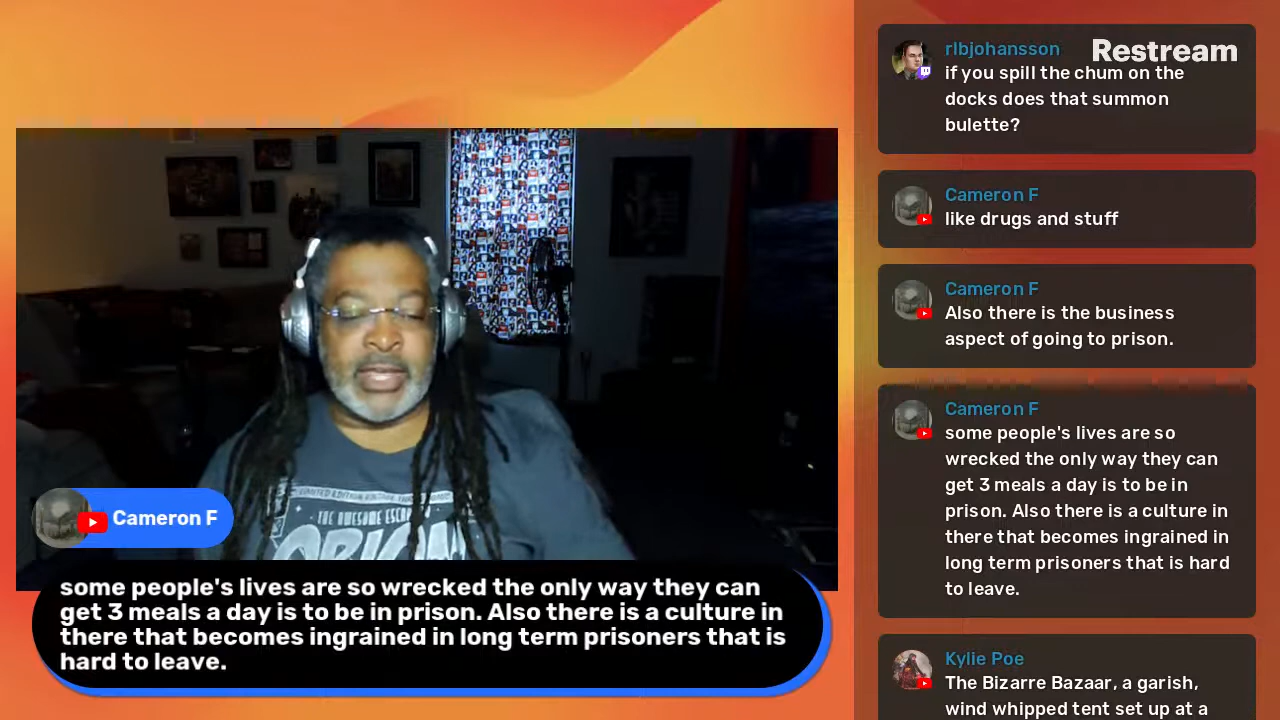 rlbjohansson
Restream
if you spill the chum on the
docks does that summon
bulette?
Cameron F
like drugs and stuff
Cameron F
Also there is the business
aspect of going to prison.
Cameron F
some people's lives are so
wrecked the only way they can
get 3 meals a day is to be in
prison. Also there is a culture in
there that becomes ingrained in
long term prisoners that is hard
to leave.
Kylie Poe
The Bizarre Bazaar, a garish,
wind whipped tent set up at a
THE AWESOME ESCAP
ORIGIN
Cameron F
some people's lives are so wrecked the only way they can
get 3 meals a day is to be in prison. Also there is a culture in
there that becomes ingrained in long term prisoners that is
hard to leave.